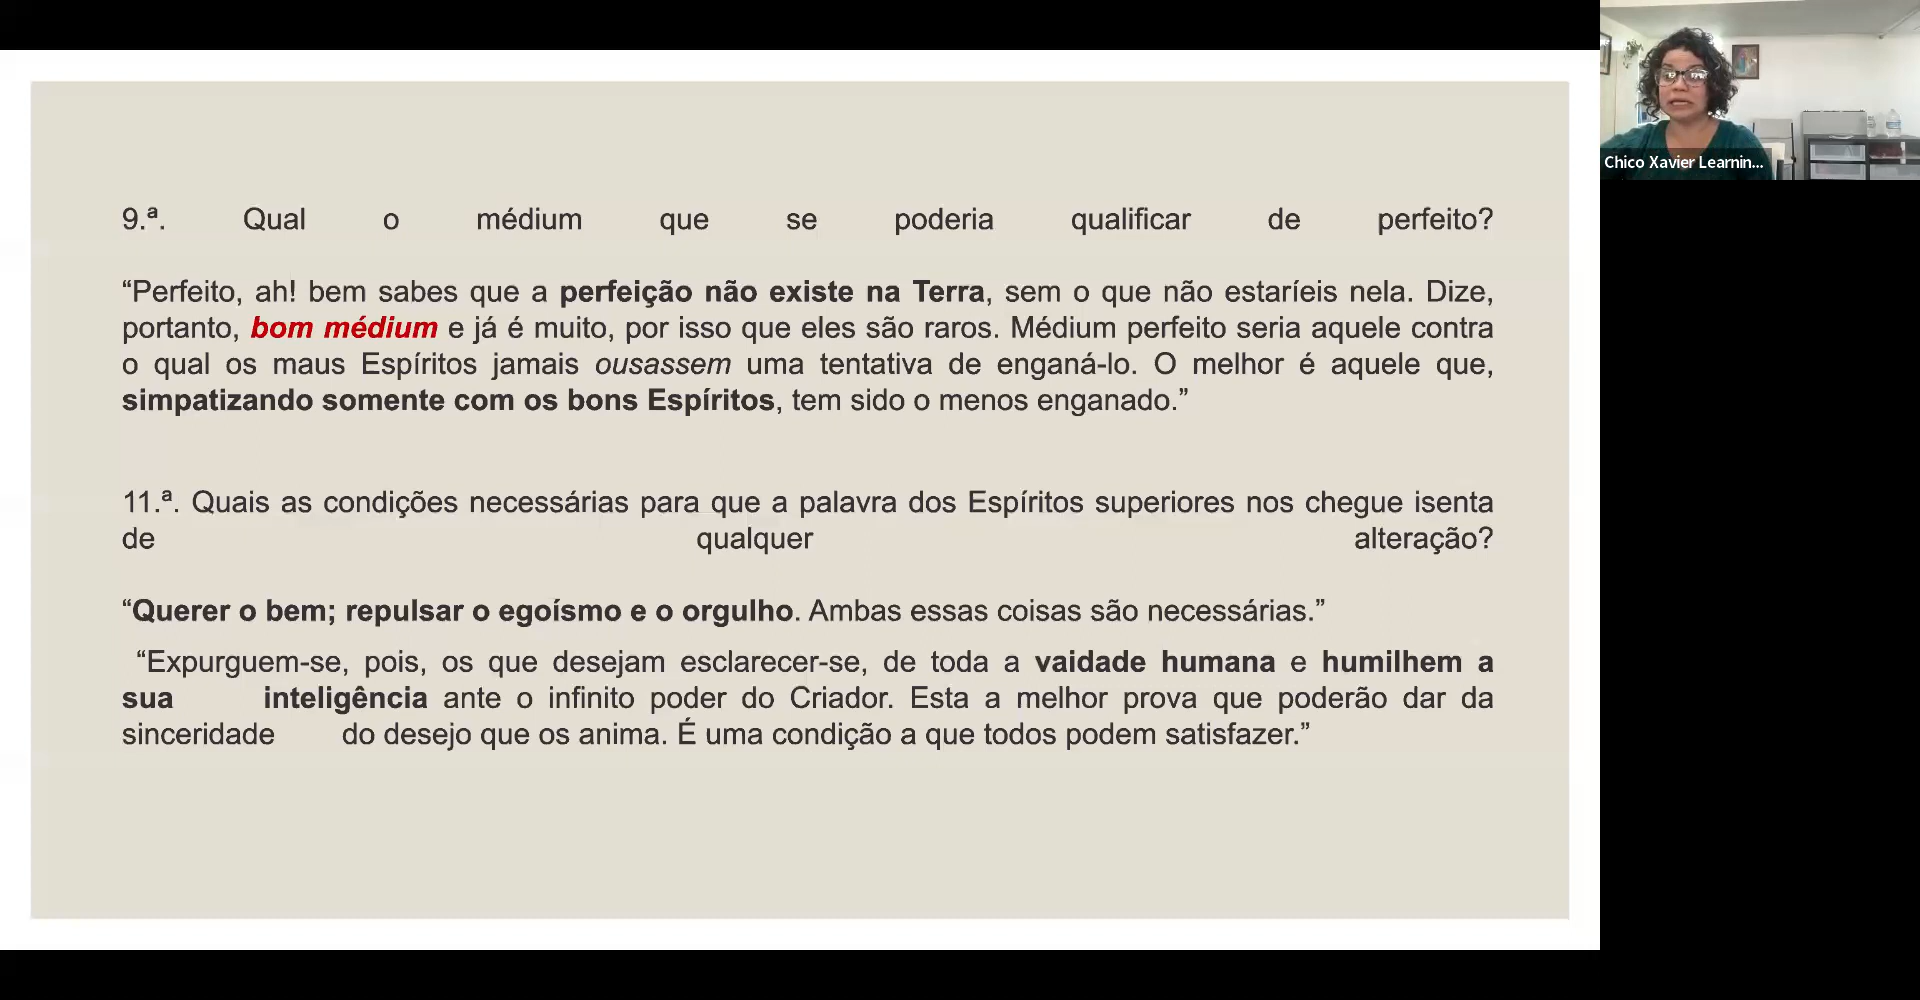 9.ª. Qual o médium que se poderia qualificar de perfeito?
“Perfeito, ah! bem sabes que a perfeição não existe na Terra, sem o que não estaríeis nela. Dize,
portanto, bom médium e já é muito, por isso que eles são raros. Médium perfeito seria aquele contra
o qual os maus Espíritos jamais ousassem uma tentativa de enganá-lo. O melhor é aquele que,
simpatizando somente com os bons Espíritos, tem sido o menos enganado.”
11.ª. Quais as condições necessárias para que a palavra dos Espíritos superiores nos chegue isenta
de qualquer alteração?
“Querer o bem; repulsar o egoísmo e o orgulho. Ambas essas coisas são necessárias.”
“Expurguem-se, pois, os que desejam esclarecer-se, de toda a vaidade humana e humilhem a
sua inteligência ante o infinito poder do Criador. Esta a melhor prova que poderão dar da
sinceridade do desejo que os anima. É uma condição a que todos podem satisfazer.”
Chico Xavier Learnin...